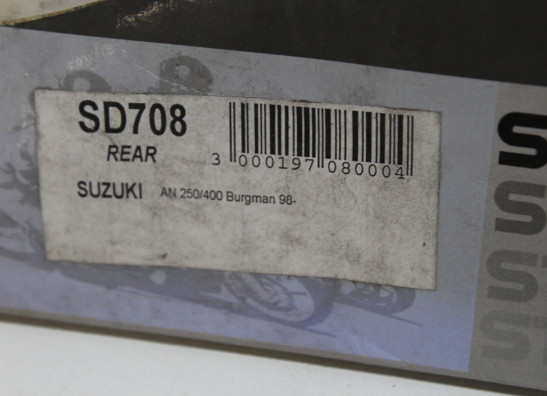 SD708
REAR
3 000197 080004
SUZUKI AN 250/400 Burgman 98-